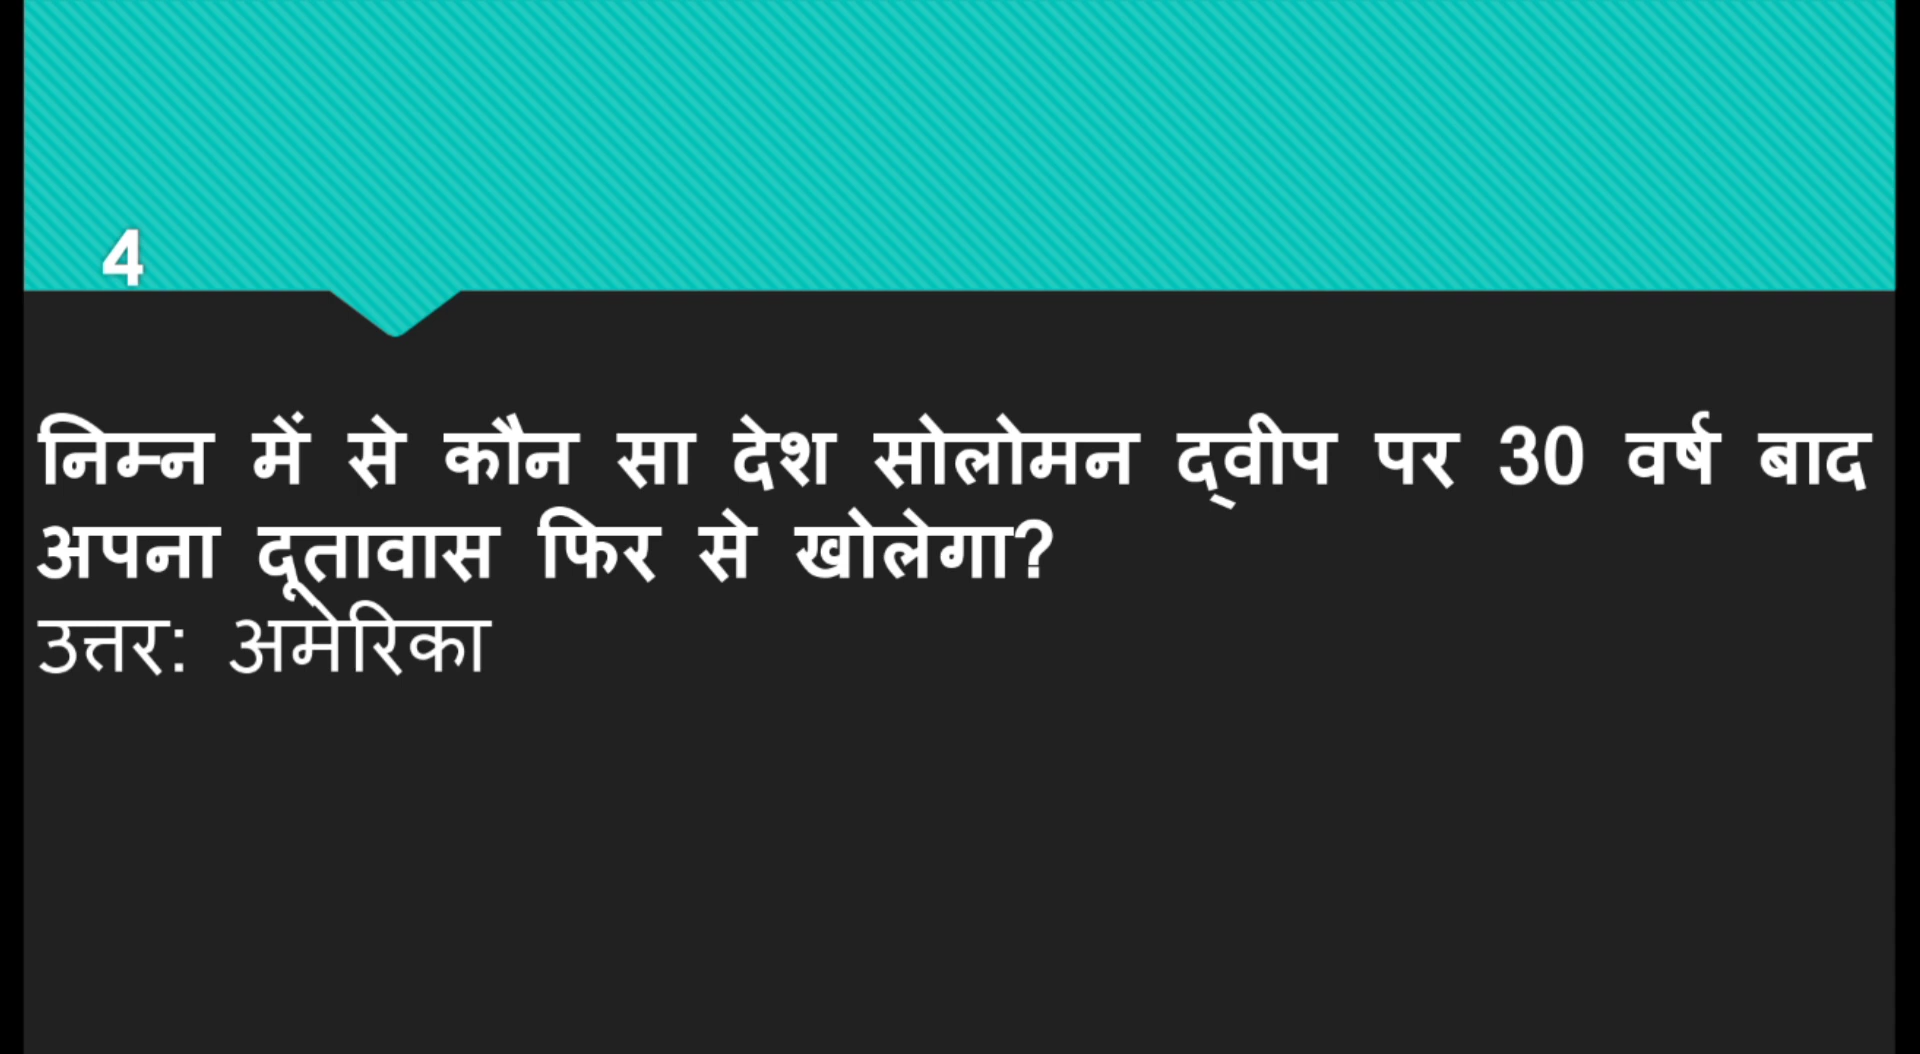 4
निम्न में से कौन सा देश सोलोमन द्वीप पर 30 वर्ष बाद
अपना दूतावास फिर से खोलेगा?
उत्तर: अमेरिका